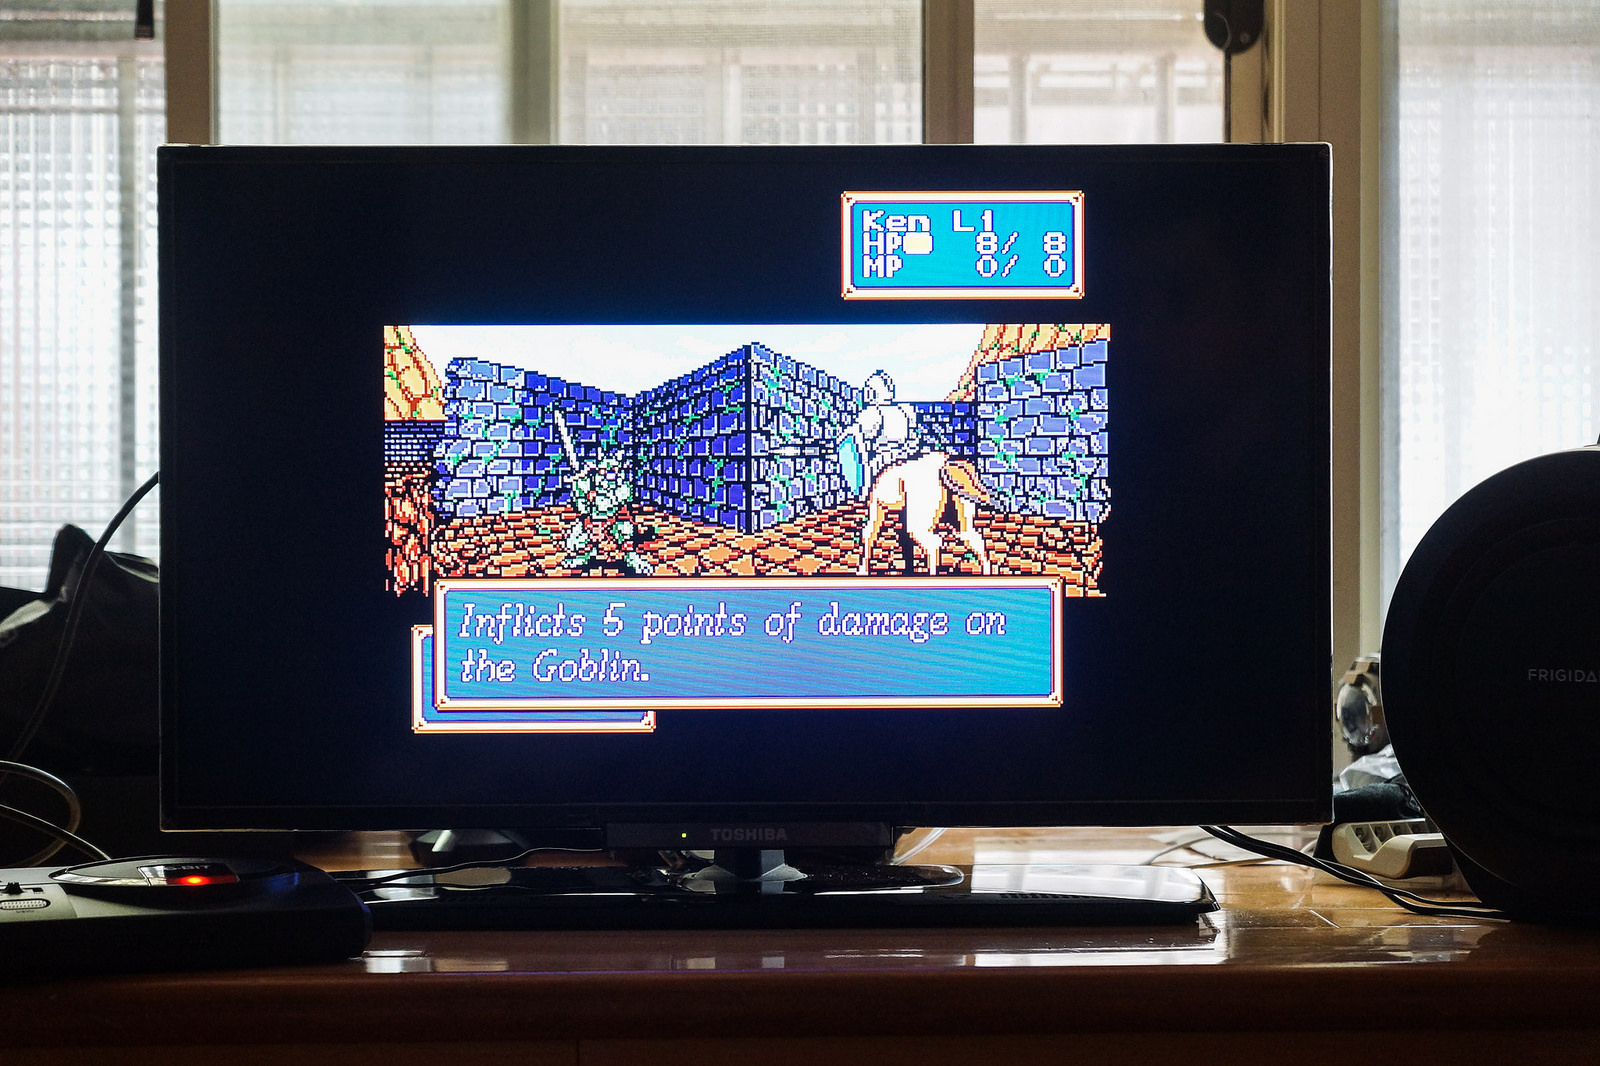 Ken L1
HP 8/ 8
MP 0/ 0
Inflicts 5 points of damage on
the Goblin.
TOSHIBA
FRIGIDA